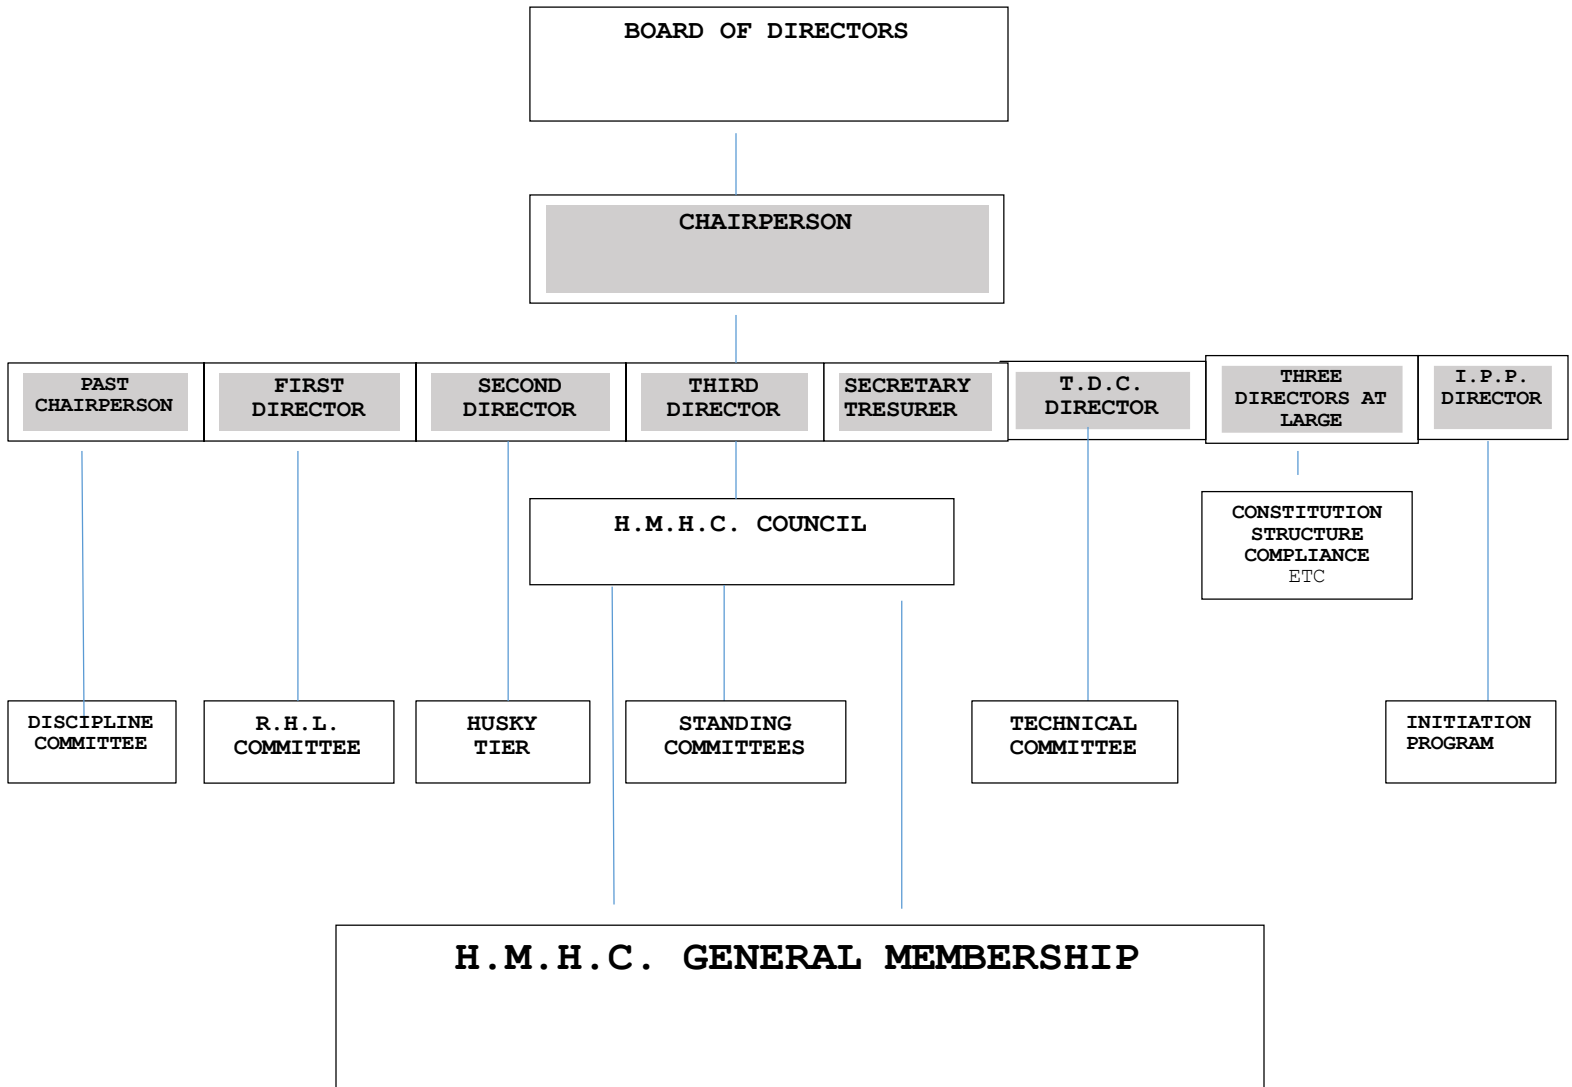 BOARD OF DIRECTORS
CHAIRPERSON
PAST
CHAIRPERSON
FIRST
DIRECTOR
SECOND
DIRECTOR
THIRD
DIRECTOR
SECRETARY
TRESURER
T.D.C.
DIRECTOR
THREE
DIRECTORS AT
LARGE
I.P.P.
DIRECTOR
H.M.H.C. COUNCIL
CONSTITUTION
STRUCTURE
COMPLIANCE
ETC
DISCIPLINE
COMMITTEE
R.H.L.
COMMITTEE
HUSKY
TIER
STANDING
COMMITTEES
TECHNICAL
COMMITTEE
INITIATION
PROGRAM
H.M.H.C. GENERAL MEMBERSHIP